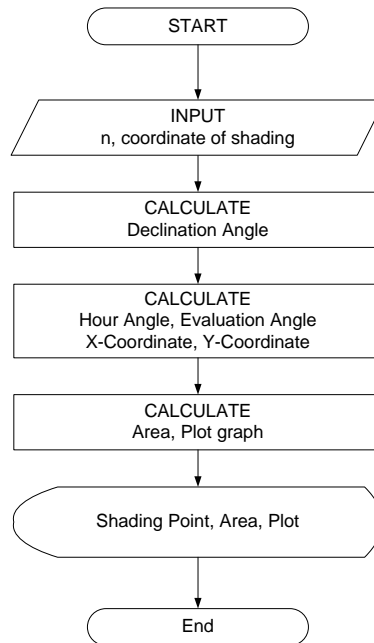 START
INPUT
n, coordinate of shading
CALCULATE
Declination Angle
CALCULATE
Hour Angle, Evaluation Angle
X-Coordinate, Y-Coordinate
CALCULATE
Area, Plot graph
Shading Point, Area, Plot
End